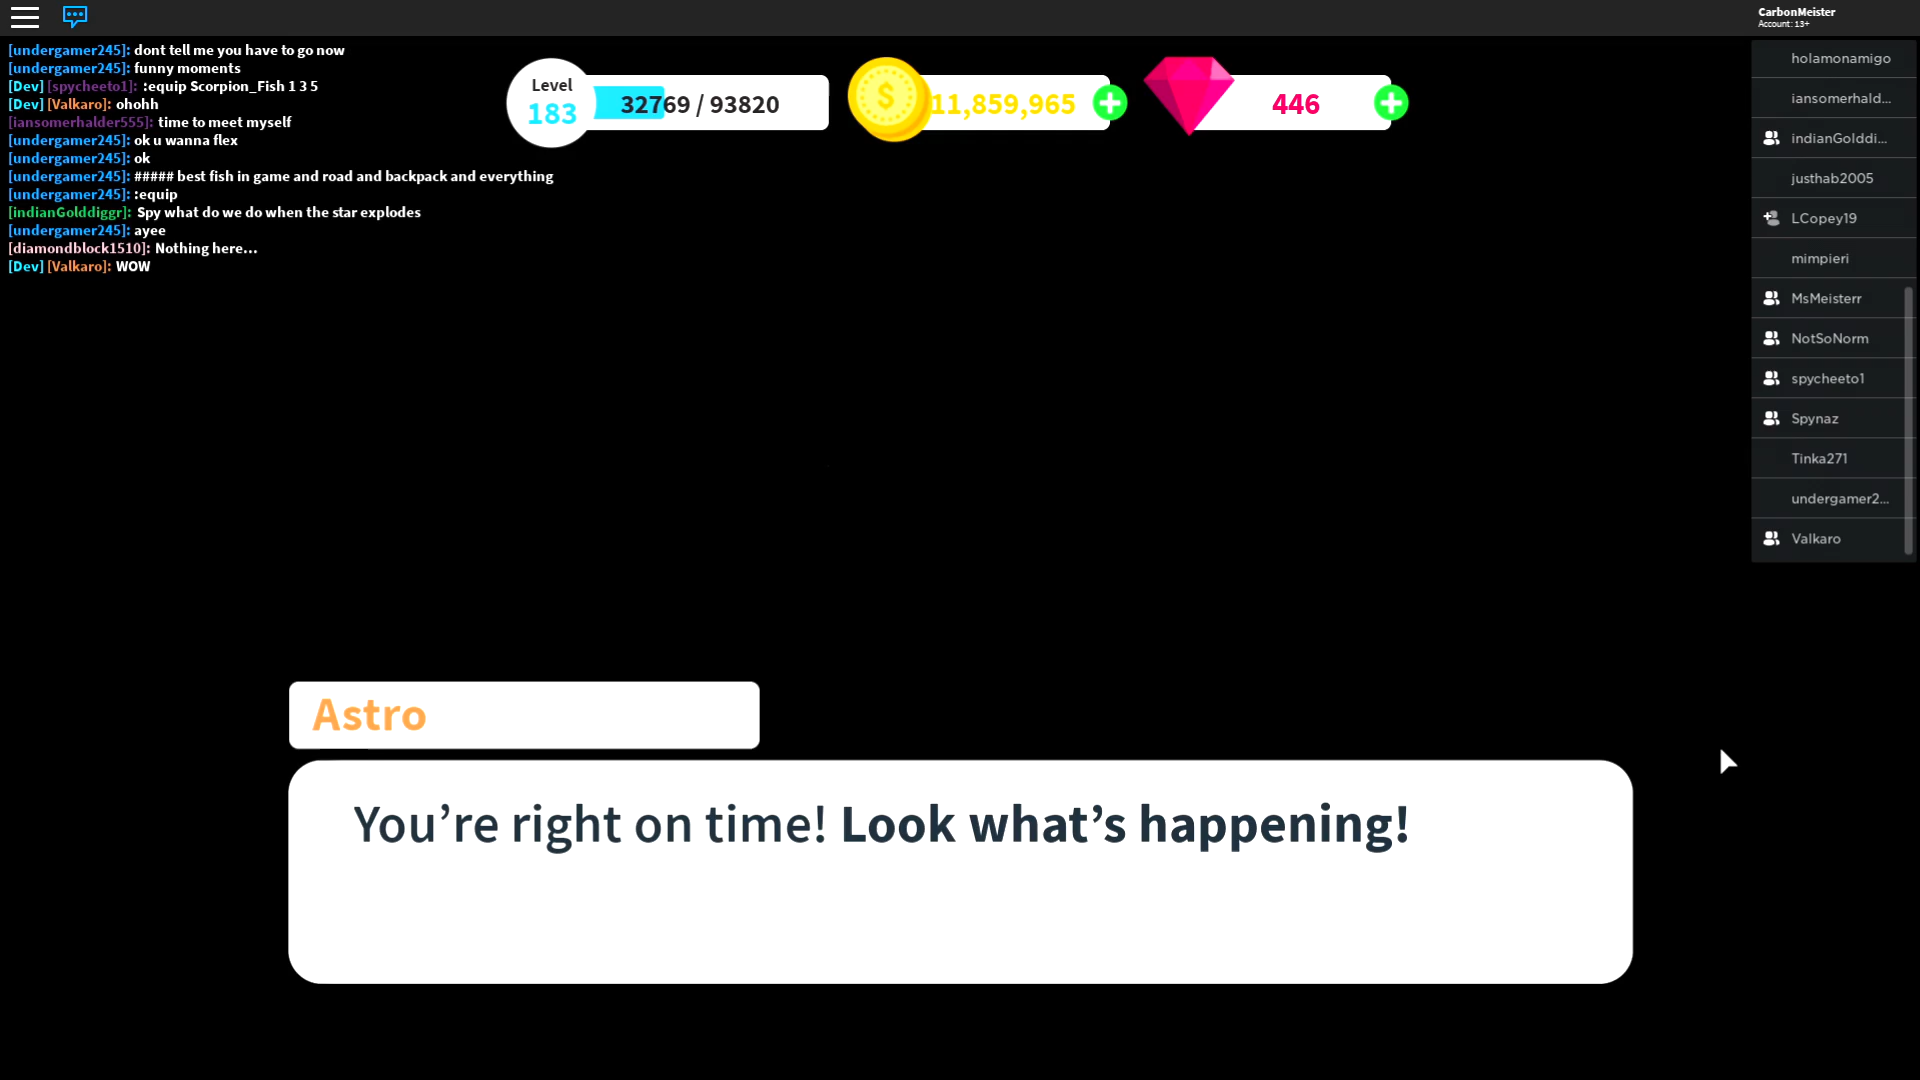 CarbonMeister
Account: 13+
[undergamer245]: dont tell me you have to go now
[undergamer245]: funny moments
[Dev] [spycheeto1]: :equip Scorpion_Fish 1 3 5
[Dev] [Valkaro]: ohohh
[iansomerhalder555]: time to meet myself
[undergamer245]: ok u wanna flex
[undergamer245]: ok
[undergamer245]: ##### best fish in game and road and backpack and everything
[undergamer245]: :equip
[indianGolddiggr]: Spy what do we do when the star explodes
[undergamer245]: ayee
[diamondblock1510]: Nothing here...
[Dev] [Valkaro]: WOW
Level
183
32769 / 93820
$
11,859,965
446
holamonamigo
iansomerhald...
indianGolddi...
justhab2005
LCopey19
mimpieri
MsMeisterr
NotSoNorm
spycheeto1
Spynaz
Tinka271
undergamer2...
Valkaro
Astro
You’re right on time! Look what’s happening!